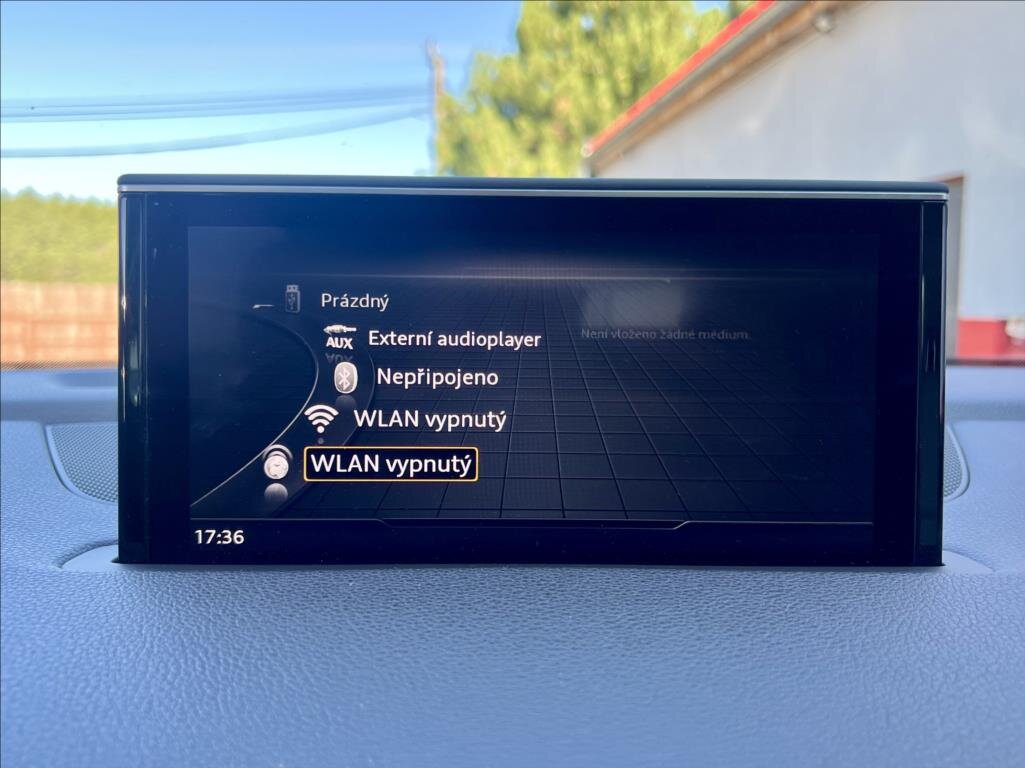 Prázdný
AUX Externí audioplayer
Není vloženo žádné médium.
Nepřipojeno
WLAN vypnutý
WLAN vypnutý
17:36